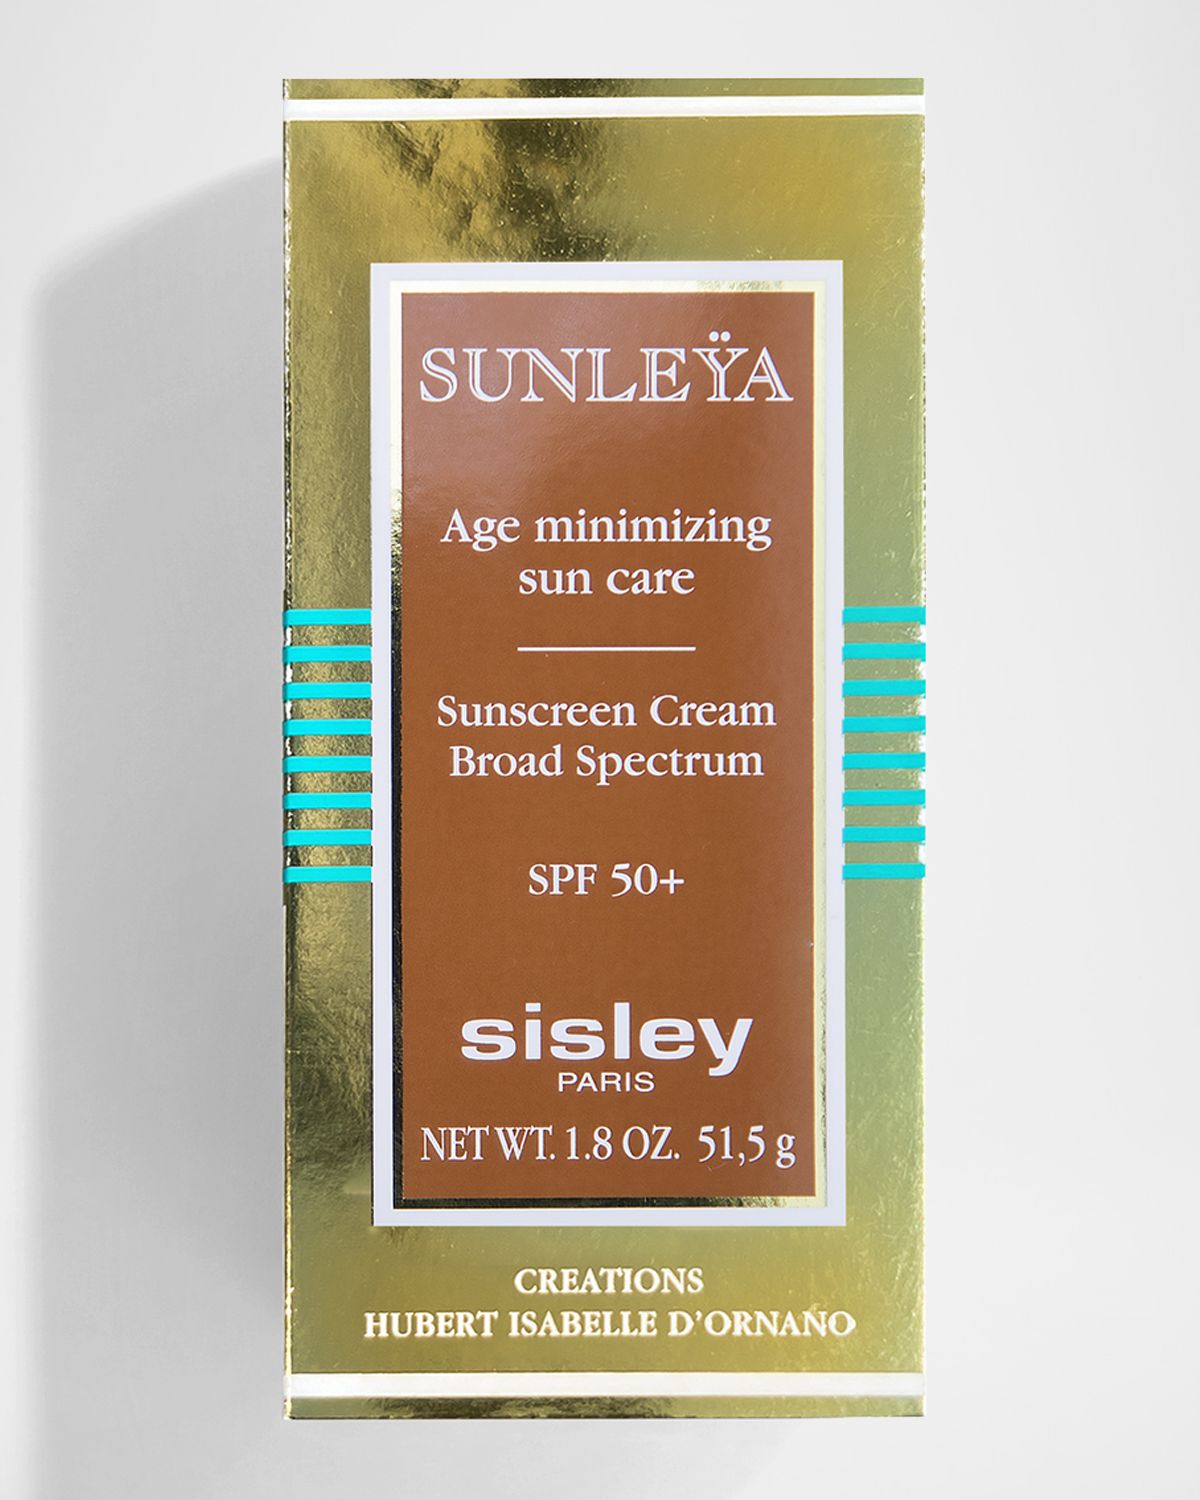 SUNLEŸA
Age minimizing
sun care
Sunscreen Cream
Broad Spectrum
SPF 50+
sisley
PARIS
NET WT. 1.8 OZ. 51,5 g
CREATIONS
HUBERT ISABELLE D'ORNANO